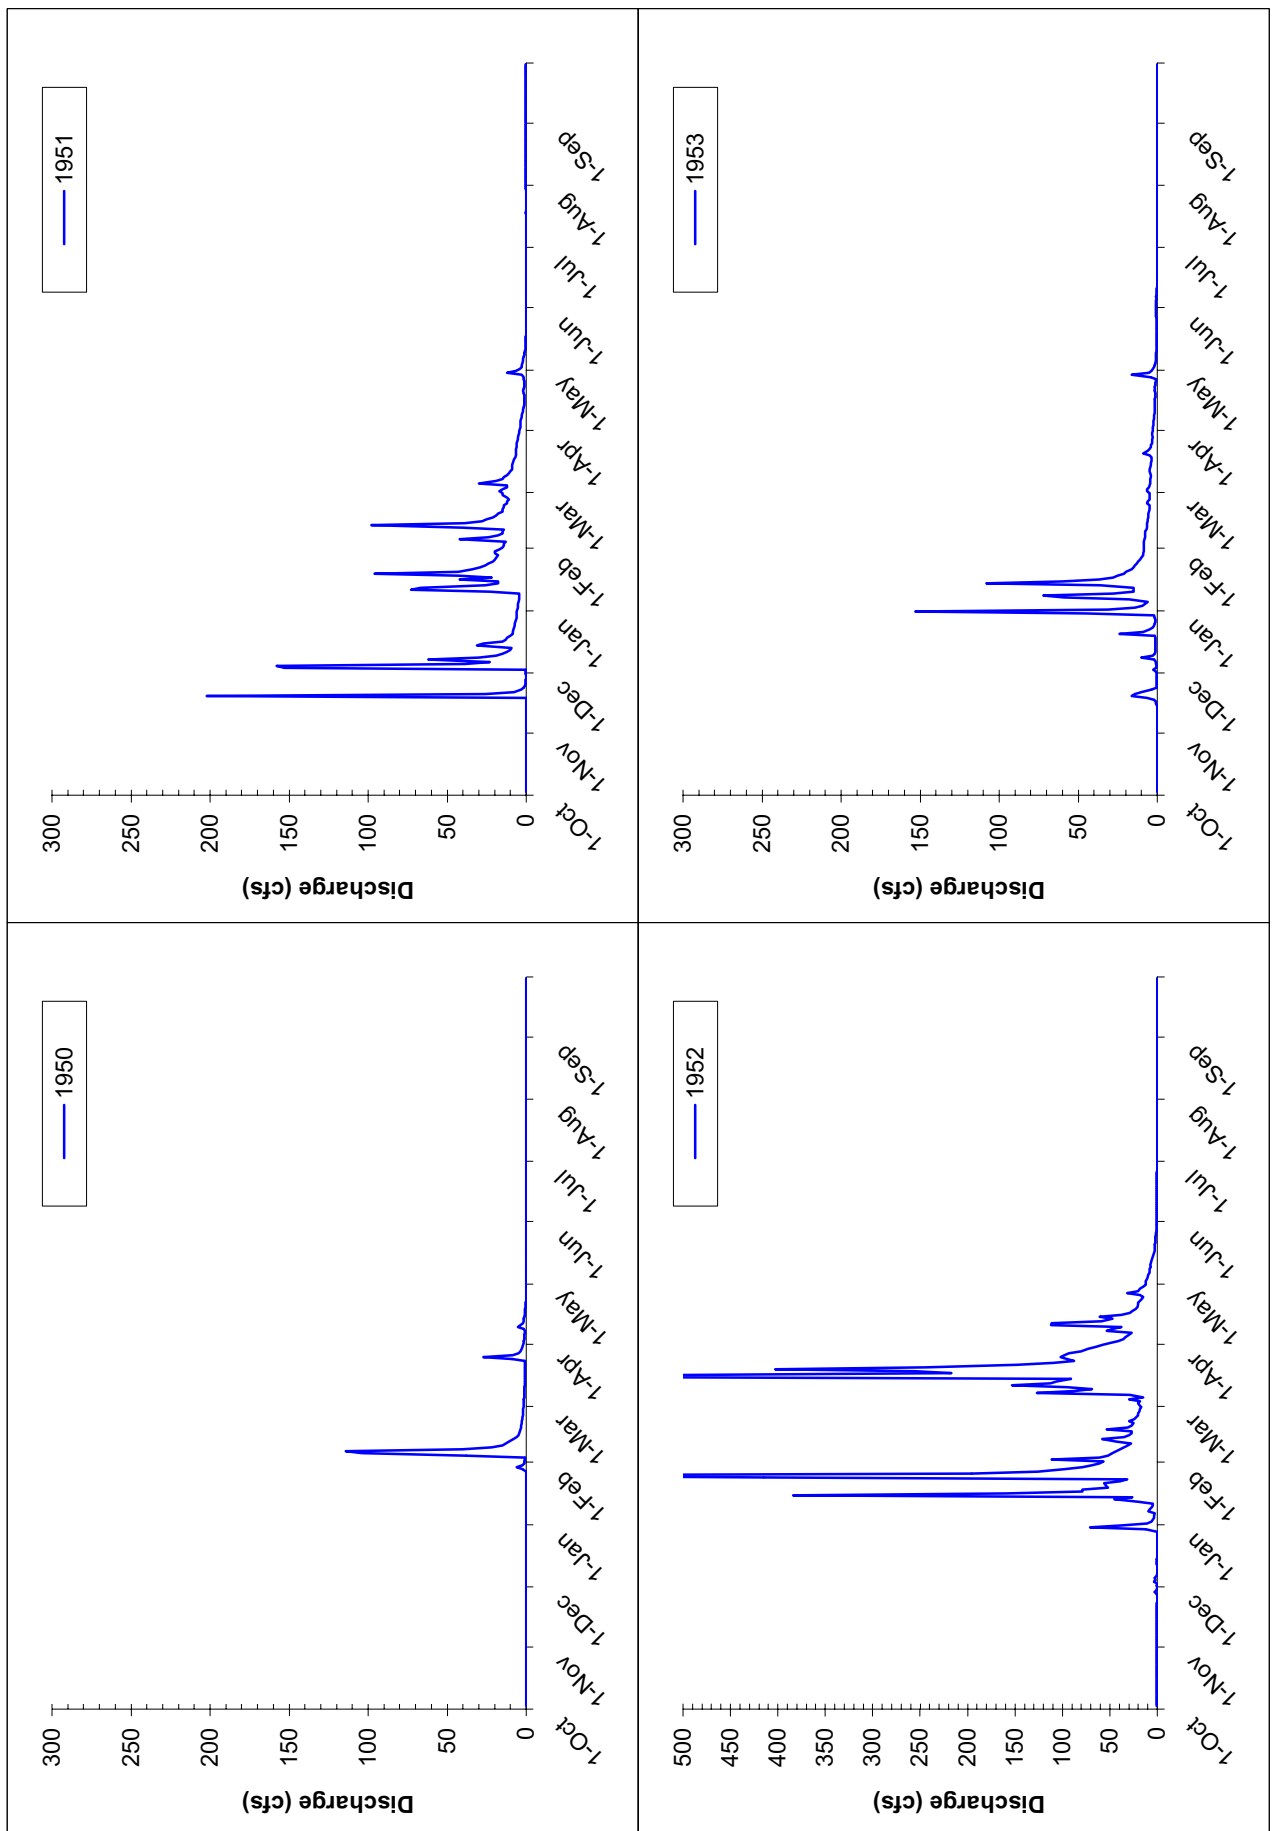 1950
Discharge (cfs)
300
250
200
150
100
50
0
1-Oct
1-Nov
1-Dec
1-Jan
1-Feb
1-Mar
1-Apr
1-May
1-Jun
1-Jul
1-Aug
1-Sep
1951
Discharge (cfs)
300
250
200
150
100
50
0
1-Oct
1-Nov
1-Dec
1-Jan
1-Feb
1-Mar
1-Apr
1-May
1-Jun
1-Jul
1-Aug
1-Sep
1952
Discharge (cfs)
500
450
400
350
300
250
200
150
100
50
0
1-Oct
1-Nov
1-Dec
1-Jan
1-Feb
1-Mar
1-Apr
1-May
1-Jun
1-Jul
1-Aug
1-Sep
1953
Discharge (cfs)
300
250
200
150
100
50
0
1-Oct
1-Nov
1-Dec
1-Jan
1-Feb
1-Mar
1-Apr
1-May
1-Jun
1-Jul
1-Aug
1-Sep